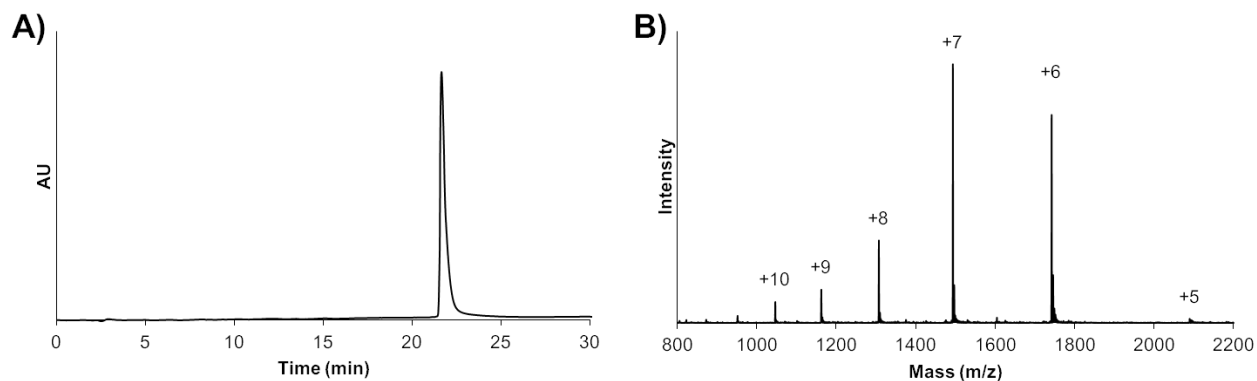 A)
AU
0 5 10 15 20 25 30
Time (min)
B)
Intensity
+10
+9
+8
+7
+6
+5
800 1000 1200 1400 1600 1800 2000 2200
Mass (m/z)